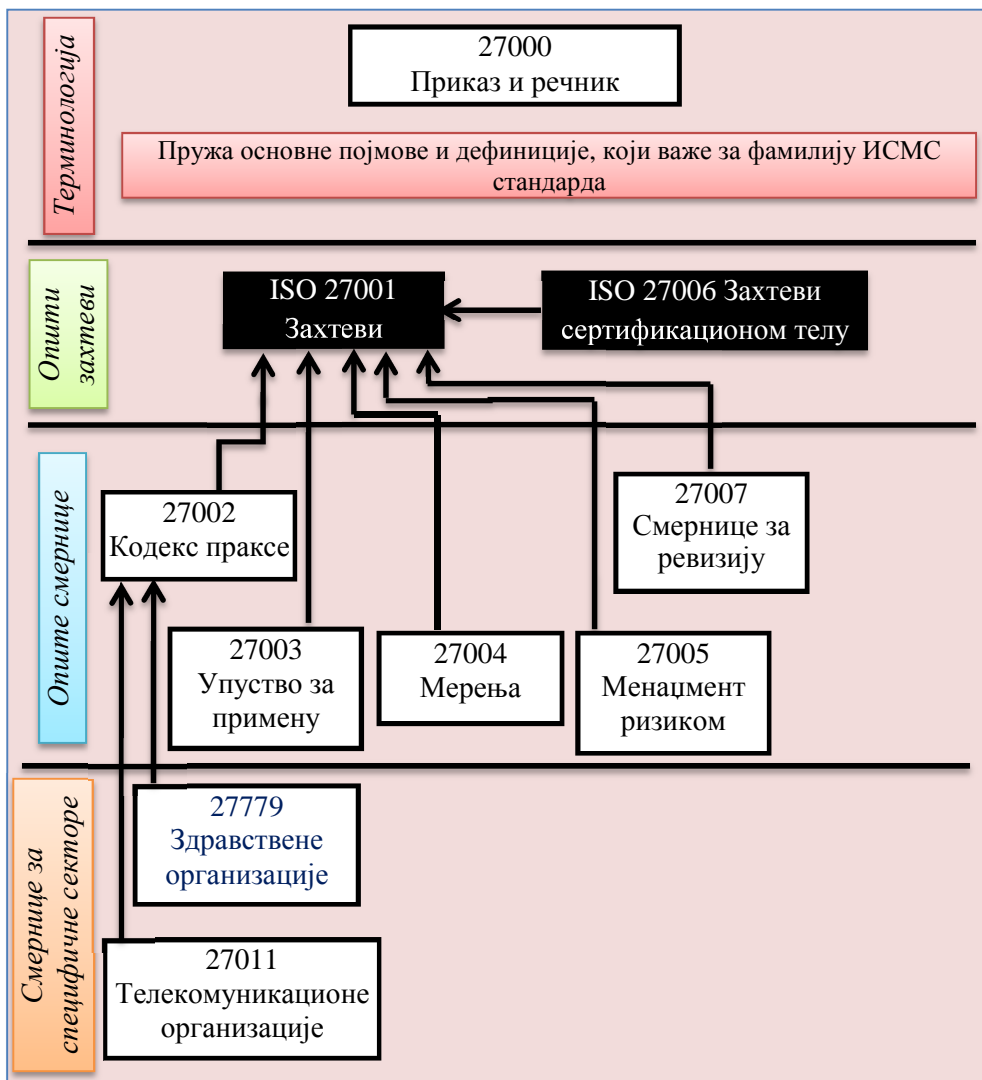 Терминологија
27000
Приказ и речник
Пружа основне појмове и дефиниције, који важе за фамилију ИСМС
стандарда
Општи
захтеви
ISO 27001
Захтеви
ISO 27006 Захтеви
сертификационом телу
Опште смернице
27002
Кодекс праксе
27007
Смернице за
ревизију
27003
Упуство за
примену
27004
Мерења
27005
Менаџмент
ризиком
Смернице за
специфичне секторе
27779
Здравствене
организације
27011
Телекомуникационе
организације